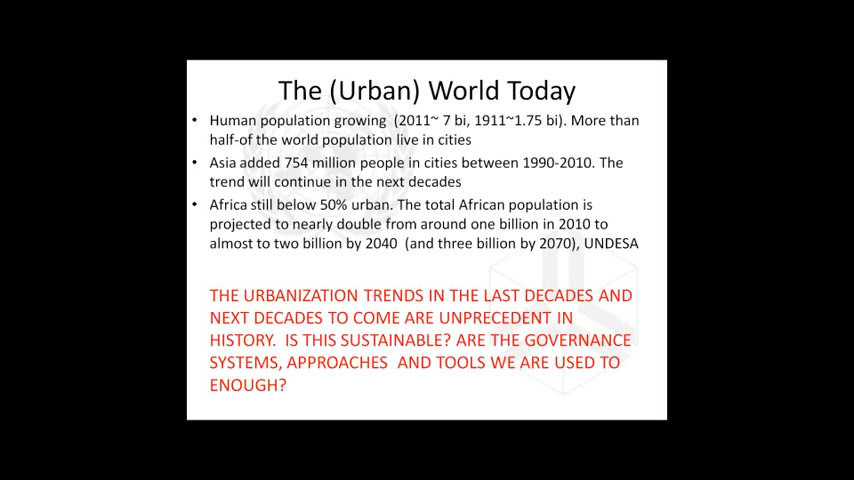 The (Urban) World Today
• Human population growing (2011~ 7 bi, 1911~1.75 bi). More than
half-of the world population live in cities
• Asia added 754 million people in cities between 1990-2010. The
trend will continue in the next decades
• Africa still below 50% urban. The total African population is
projected to nearly double from around one billion in 2010 to
almost to two billion by 2040 (and three billion by 2070), UNDESA
THE URBANIZATION TRENDS IN THE LAST DECADES AND
NEXT DECADES TO COME ARE UNPRECEDENT IN
HISTORY. IS THIS SUSTAINABLE? ARE THE GOVERNANCE
SYSTEMS, APPROACHES AND TOOLS WE ARE USED TO
ENOUGH?